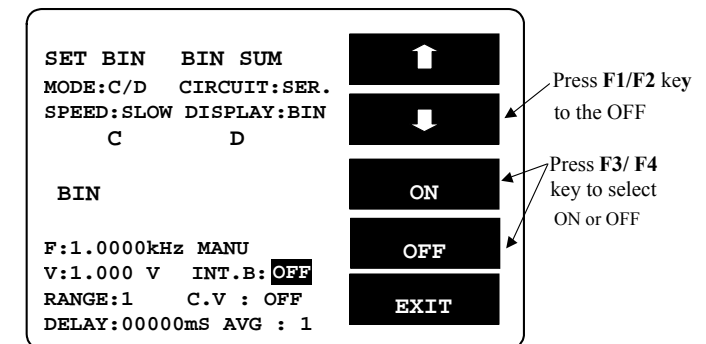 SET BIN BIN SUM
MODE:C/D CIRCUIT:SER.
SPEED:SLOW DISPLAY:BIN
C D
BIN
F:1.0000kHz MANU
V:1.000 V INT.B:OFF
RANGE:1 C.V : OFF
DELAY:00000mS AVG : 1
ON
OFF
EXIT
Press F1/F2 key
to the OFF
Press F3/ F4
key to select
ON or OFF